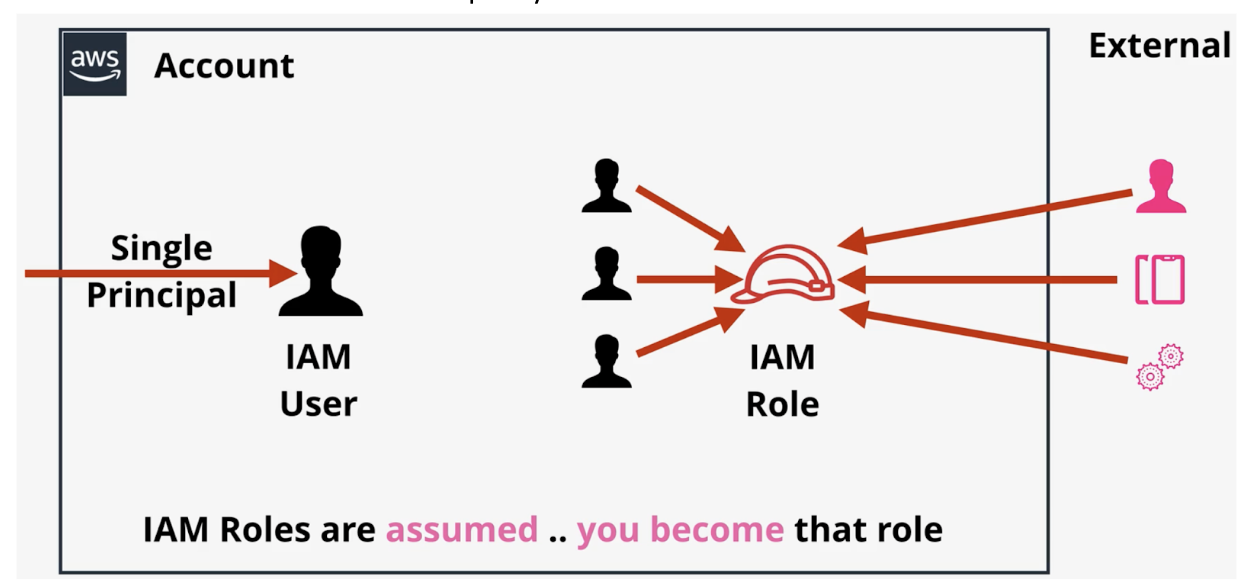 aws
Account
External
Single
Principal
IAM
User
IAM
Role
IAM Roles are assumed .. you become that role